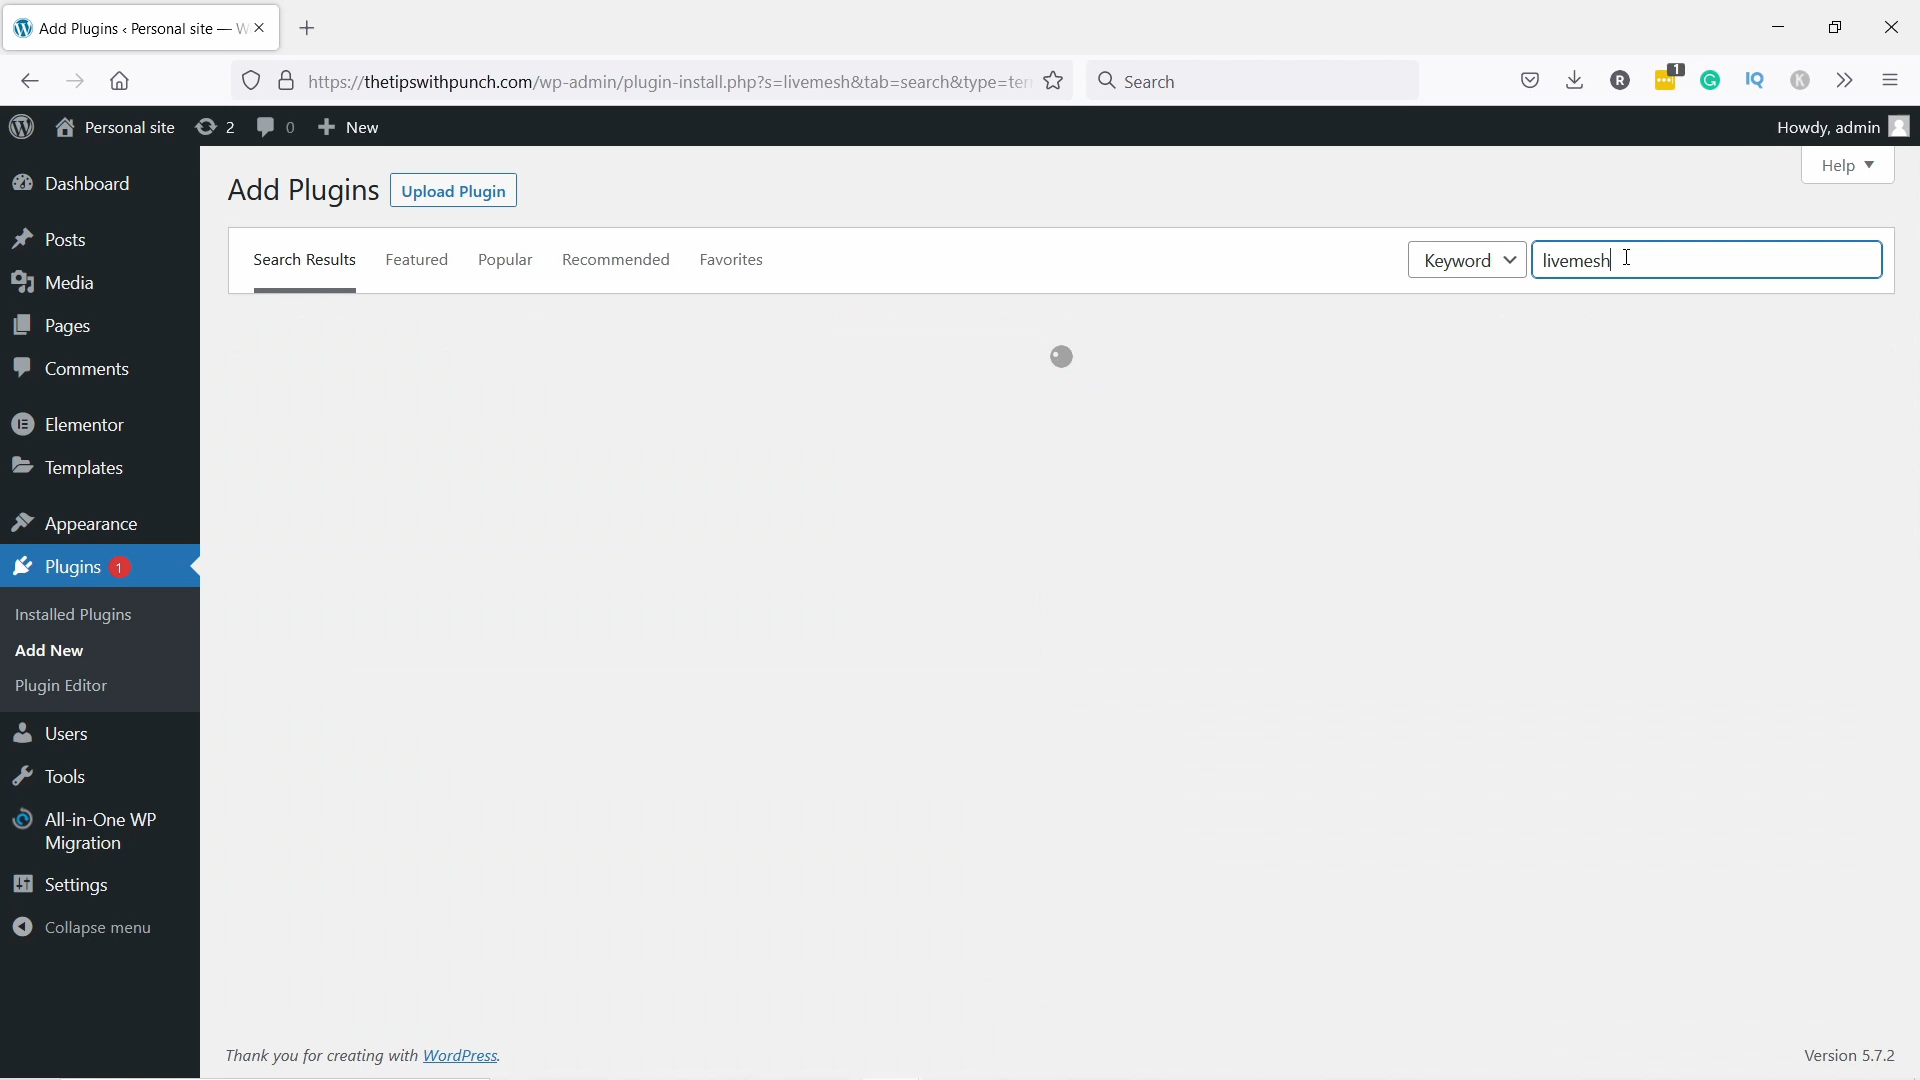 Add Plugins ‹ Personal site — W
https://thetipswithpunch.com/wp-admin/plugin-install.php?s=livemesh&tab=search&type=ter
Search
1
R
G
IQ
K
Personal site
2
0
New
Howdy, admin
Help
Dashboard
Posts
Media
Pages
Comments
Elementor
Templates
Appearance
Plugins 1
Installed Plugins
Add New
Plugin Editor
Users
Tools
All-in-One WP
Migration
Settings
Collapse menu
Add Plugins
Upload Plugin
Search Results
Featured
Popular
Recommended
Favorites
Keyword
livemesh
Thank you for creating with WordPress.
Version 5.7.2